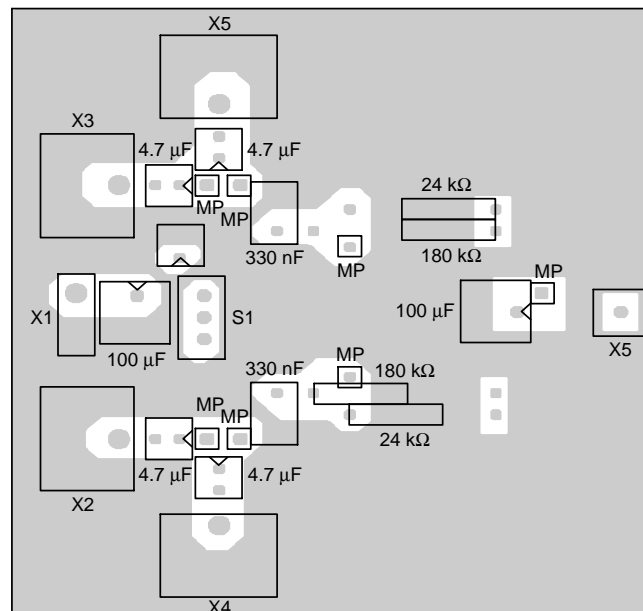 X5
X3
4.7 µF
4.7 µF
24 kΩ
MP
MP
180 kΩ
330 nF
MP
MP
X1
S1
100 µF
X5
100 µF
MP
330 nF
180 kΩ
MP
MP
24 kΩ
4.7 µF
4.7 µF
X2
X4